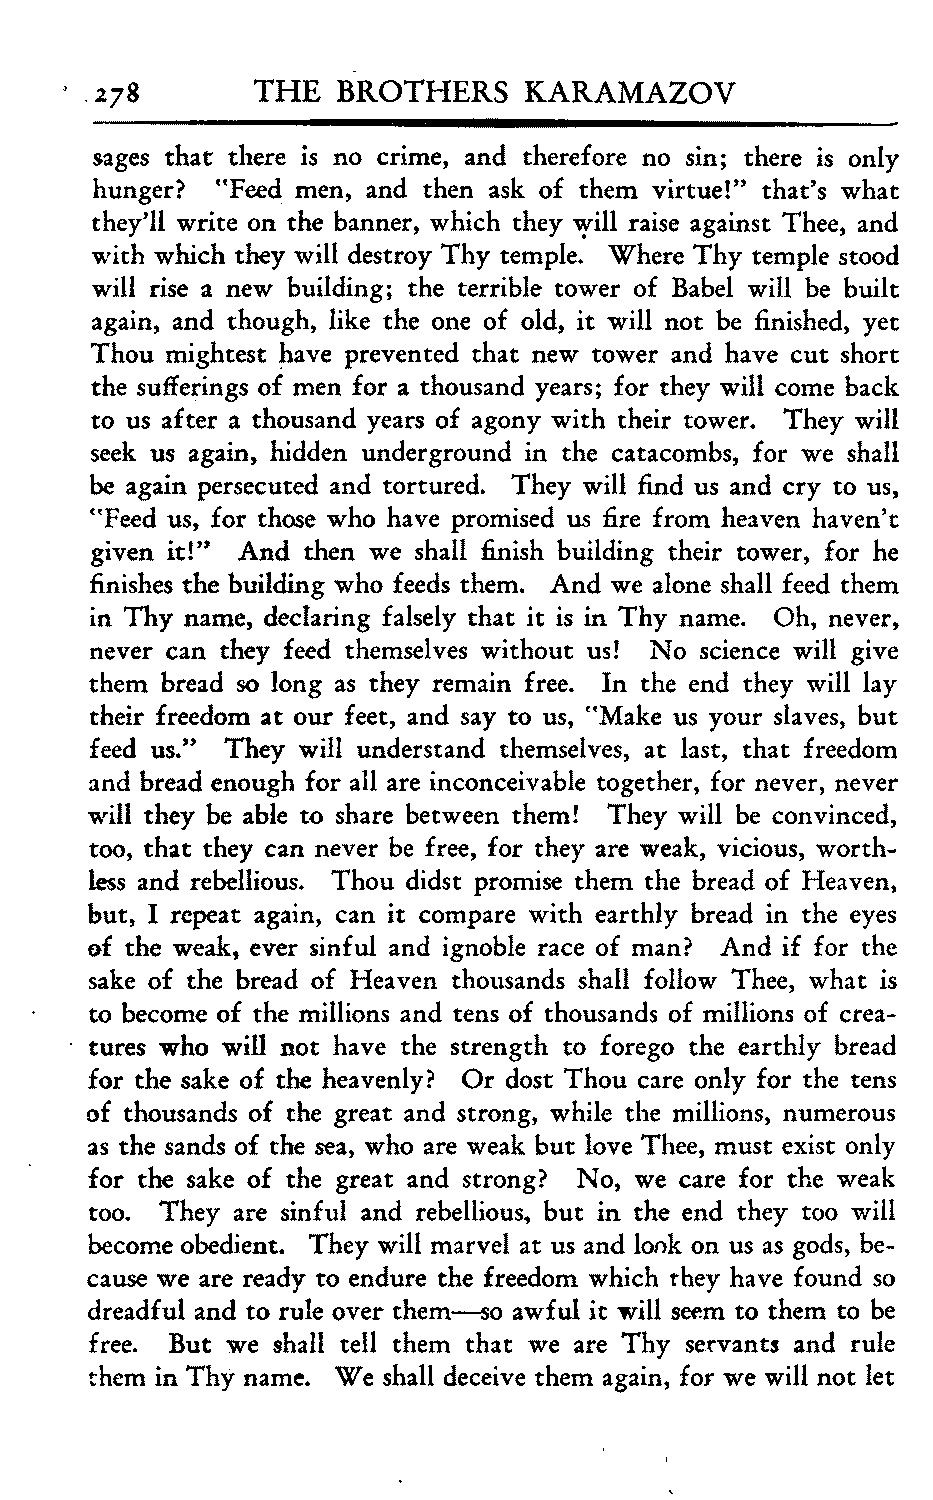 278 THE BROTHERS KARAMAZOV
sages that there is no crime, and therefore no sin; there is only
hunger? "Feed men, and then ask of them virtue!" that's what
they'll write on the banner, which they will raise against Thee, and
with which they will destroy Thy temple. Where Thy temple stood
will rise a new building; the terrible tower of Babel will be built
again, and though, like the one of old, it will not be finished, yet
Thou mightest have prevented that new tower and have cut short
the sufferings of men for a thousand years; for they will come back
to us after a thousand years of agony with their tower. They will
seek us again, hidden underground in the catacombs, for we shall
be again persecuted and tortured. They will find us and cry to us,
"Feed us, for those who have promised us fire from heaven haven't
given it!" And then we shall finish building their tower, for he
finishes the building who feeds them. And we alone shall feed them
in Thy name, declaring falsely that it is in Thy name. Oh, never,
never can they feed themselves without us! No science will give
them bread so long as they remain free. In the end they will lay
their freedom at our feet, and say to us, "Make us your slaves, but
feed us." They will understand themselves, at last, that freedom
and bread enough for all are inconceivable together, for never, never
will they be able to share between them! They will be convinced,
too, that they can never be free, for they are weak, vicious, worth-
less and rebellious. Thou didst promise them the bread of Heaven,
but, I repeat again, can it compare with earthly bread in the eyes
of the weak, ever sinful and ignoble race of man? And if for the
sake of the bread of Heaven thousands shall follow Thee, what is
to become of the millions and tens of thousands of millions of crea-
tures who will not have the strength to forego the earthly bread
for the sake of the heavenly? Or dost Thou care only for the tens
of thousands of the great and strong, while the millions, numerous
as the sands of the sea, who are weak but love Thee, must exist only
for the sake of the great and strong? No, we care for the weak
too. They are sinful and rebellious, but in the end they too will
become obedient. They will marvel at us and look on us as gods, be-
cause we are ready to endure the freedom which they have found so
dreadful and to rule over them—so awful it will seem to them to be
free. But we shall tell them that we are Thy servants and rule
them in Thy name. We shall deceive them again, for we will not let